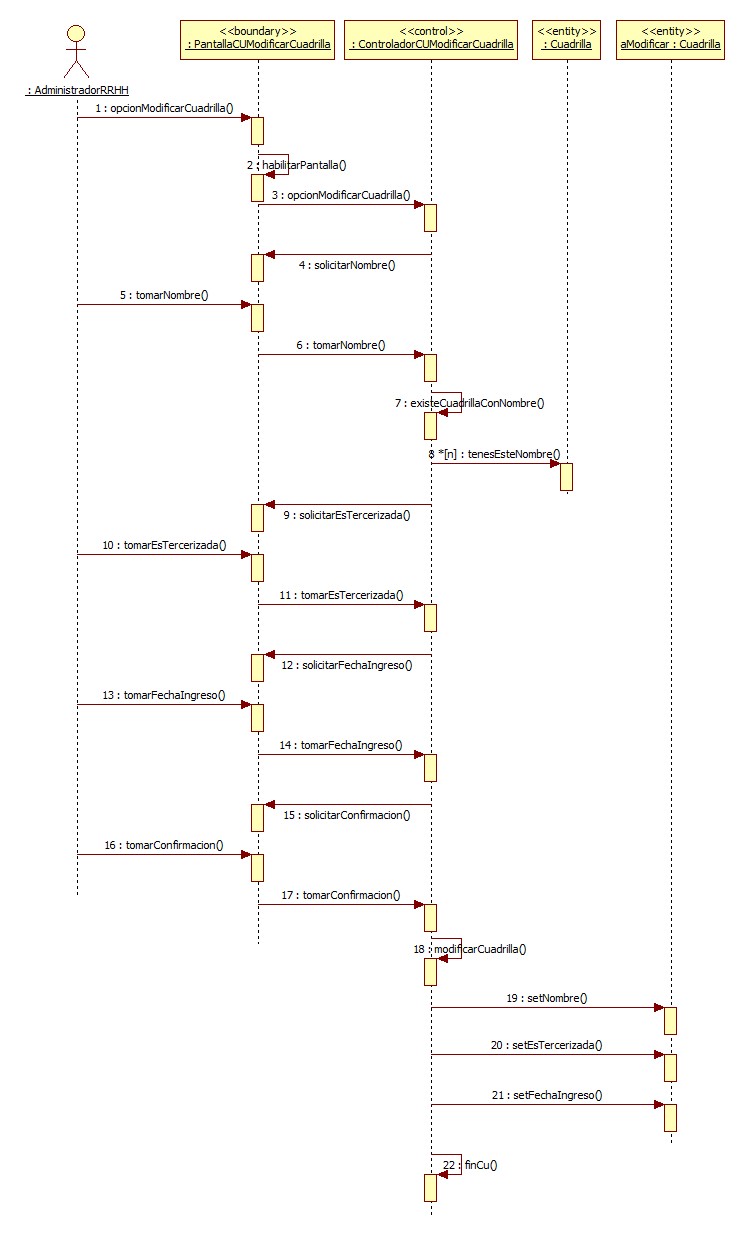 <<boundary>>
: PantallaCUModificarCuadrilla
<<control>>
: ControladorCUModificarCuadrilla
<<entity>>
: Cuadrilla
<<entity>>
aModificar : Cuadrilla
: AdministradorRRHH
1 : opcionModificarCuadrilla()
2 : habilitarPantalla()
3 : opcionModificarCuadrilla()
4 : solicitarNombre()
5 : tomarNombre()
6 : tomarNombre()
7 : existeCuadrillaConNombre()
8 *[n] : tenesEsteNombre()
9 : solicitarEsTercerizada()
10 : tomarEsTercerizada()
11 : tomarEsTercerizada()
12 : solicitarFechaIngreso()
13 : tomarFechaIngreso()
14 : tomarFechaIngreso()
15 : solicitarConfirmacion()
16 : tomarConfirmacion()
17 : tomarConfirmacion()
18 : modificarCuadrilla()
19 : setNombre()
20 : setEsTercerizada()
21 : setFechaIngreso()
22 : finCu()